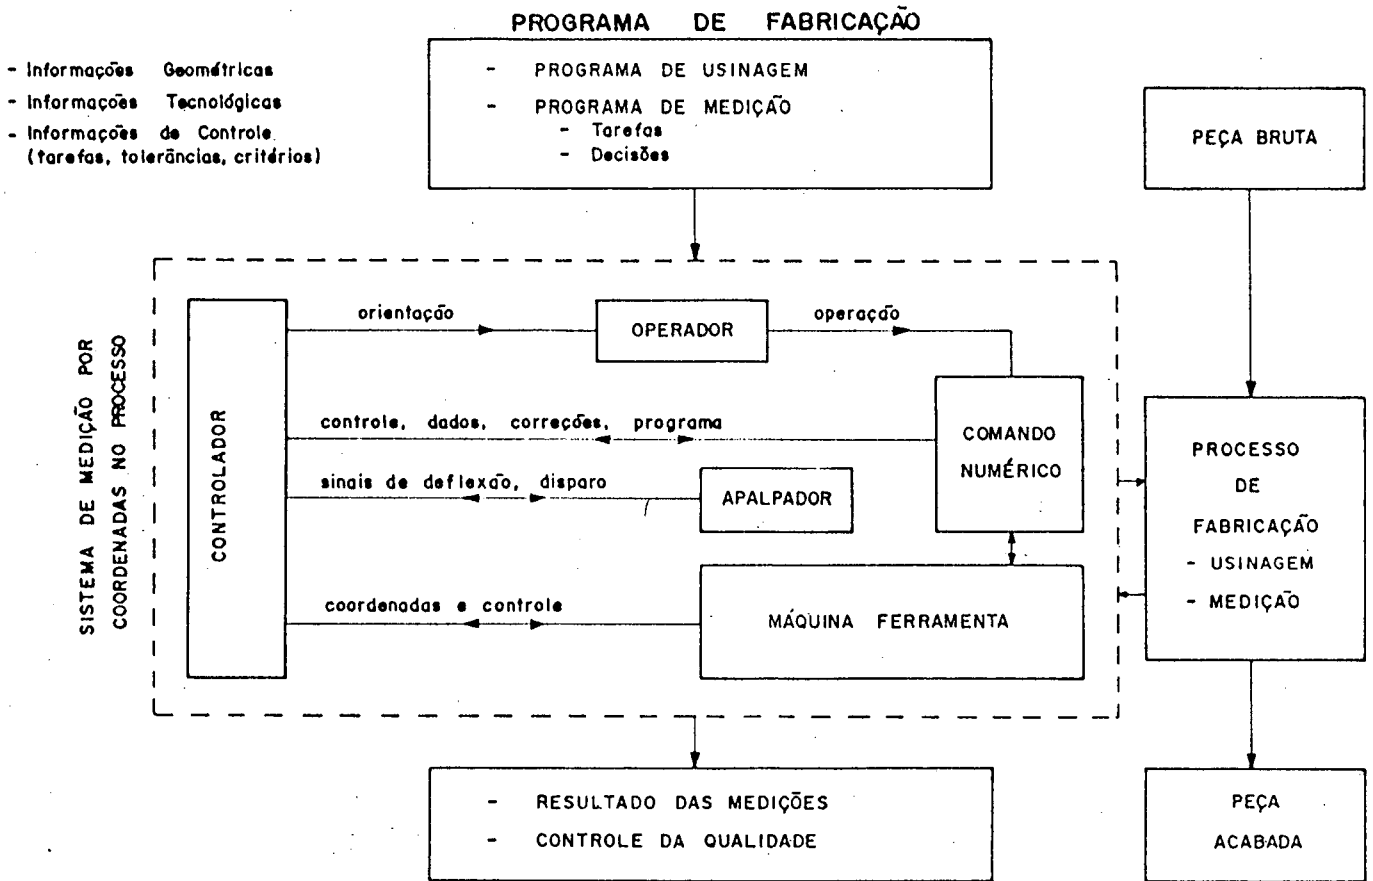 PROGRAMA DE FABRICAÇÃO
- Informações Geométricas
- Informações Tecnológicas
- Informações de Controle
(tarefas, tolerâncias, critérios)
- PROGRAMA DE USINAGEM
- PROGRAMA DE MEDIÇÃO
- Tarefas
- Decisões
PEÇA BRUTA
SISTEMA DE MEDIÇÃO POR
COORDENADAS NO PROCESSO
CONTROLADOR
orientação
OPERADOR
operação
controle, dados, correções, programa
COMANDO
NUMÉRICO
sinais de deflexão, disparo
APALPADOR
coordenadas e controle
MÁQUINA FERRAMENTA
PROCESSO
DE
FABRICAÇÃO
- USINAGEM
- MEDIÇÃO
- RESULTADO DAS MEDIÇÕES
- CONTROLE DA QUALIDADE
PEÇA
ACABADA